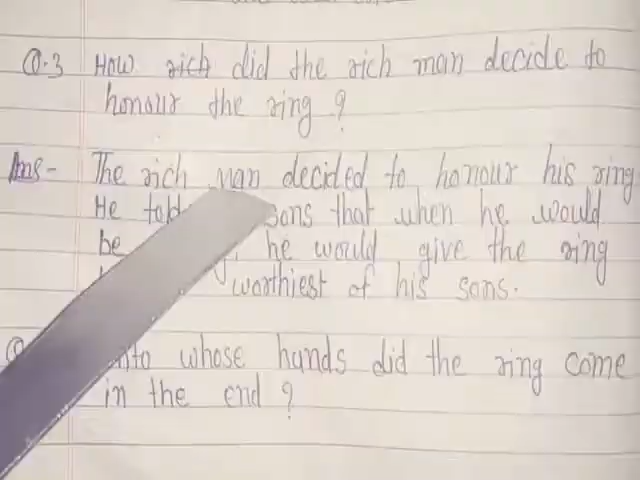 Q.3 How rich did the rich man decide to
honour the ring ?
Ans- The rich man decided to honour his ring
He told sons that when he would
be he would give the ring
worthiest of his sons.
whose hands did the ring come
in the end ?